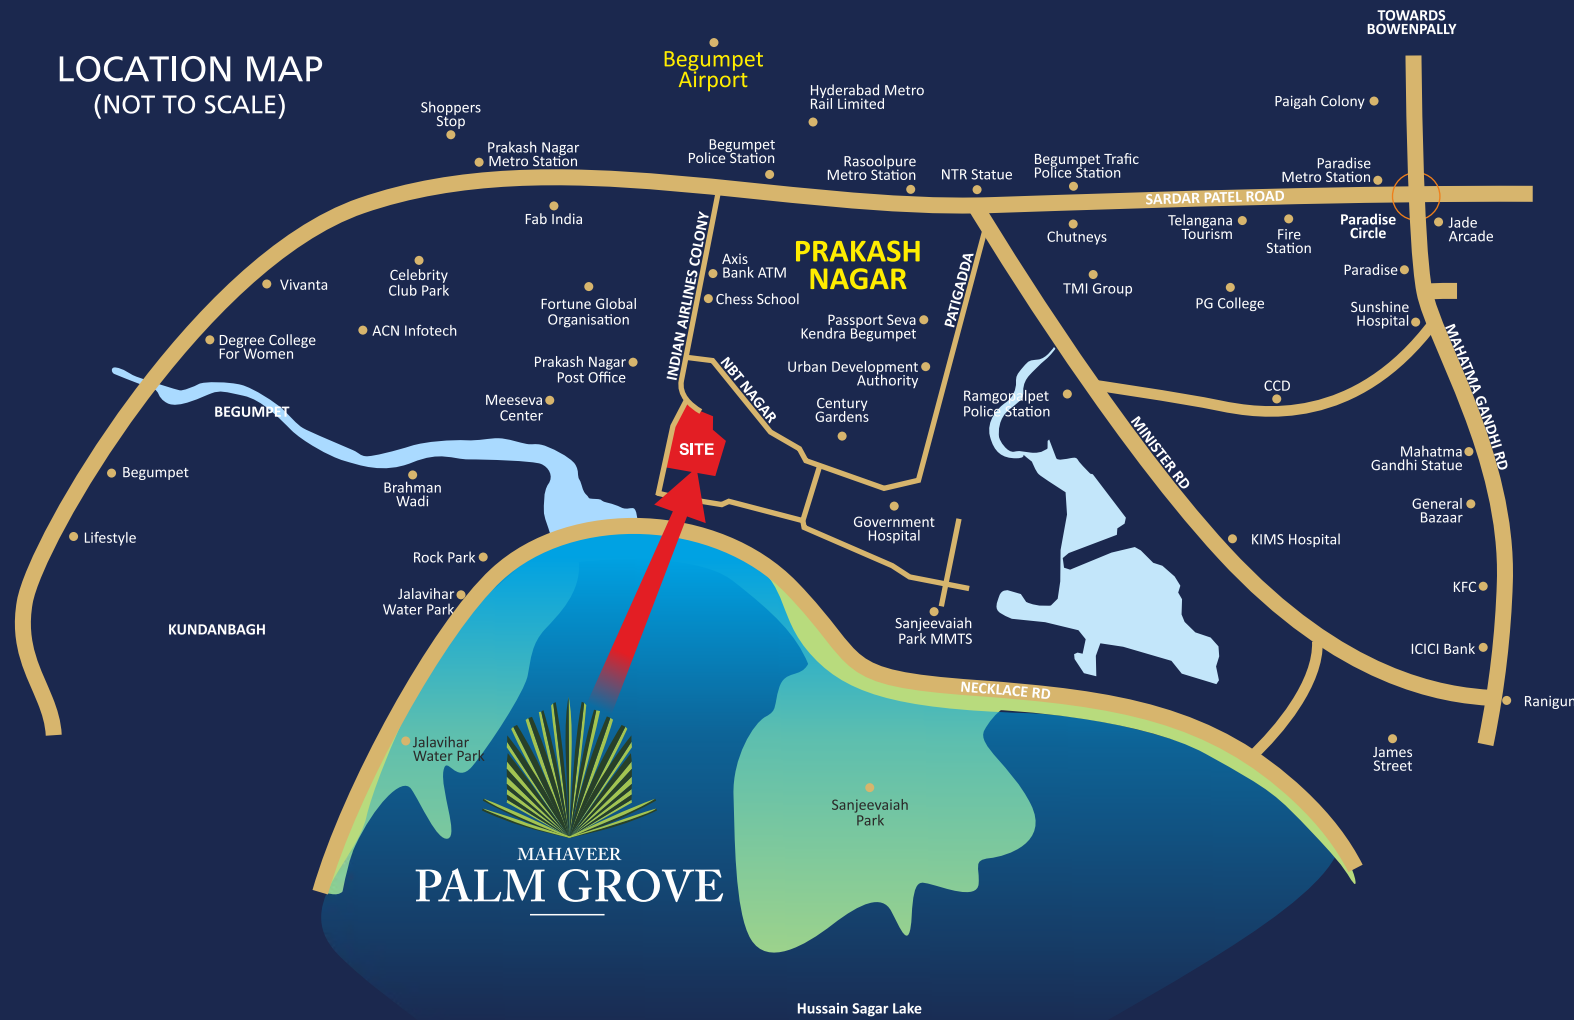 TOWARDS
BOWENPALLY
LOCATION MAP
(NOT TO SCALE)
Begumpet
Airport
Hyderabad Metro
Rail Limited
Paigah Colony
Shoppers
Stop
Prakash Nagar
Metro Station
Begumpet
Police Station
Rasoolpure
Metro Station
NTR Statue
Begumpet Trafic
Police Station
Paradise
Metro Station
SARDAR PATEL ROAD
Fab India
Chutneys
Telangana
Tourism
Fire
Station
Paradise
Circle
Jade
Arcade
INDIAN AIRLINES COLONY
PRAKASH
NAGAR
PATIGADDA
Axis
Bank ATM
Chess School
Celebrity
Club Park
Vivanta
Fortune Global
Organisation
TMI Group
PG College
Paradise
Sunshine
Hospital
ACN Infotech
Degree College
For Women
Passport Seva
Kendra Begumpet
Prakash Nagar
Post Office
NBT NAGAR
Urban Development
Authority
MAHATMA GANDHI RD
Meeseva
Center
Century
Gardens
Ramgopalpet
Police Station
CCD
BEGUMPET
MINISTER RD
SITE
Mahatma
Gandhi Statue
Begumpet
Brahman
Wadi
General
Bazaar
Government
Hospital
Lifestyle
KIMS Hospital
Rock Park
Jalavihar
Water Park
KFC
KUNDANBAGH
Sanjeevaiah
Park MMTS
ICICI Bank
NECKLACE RD
Ranigun
Jalavihar
Water Park
James
Street
Sanjeevaiah
Park
MAHAVEER
PALM GROVE
Hussain Sagar Lake